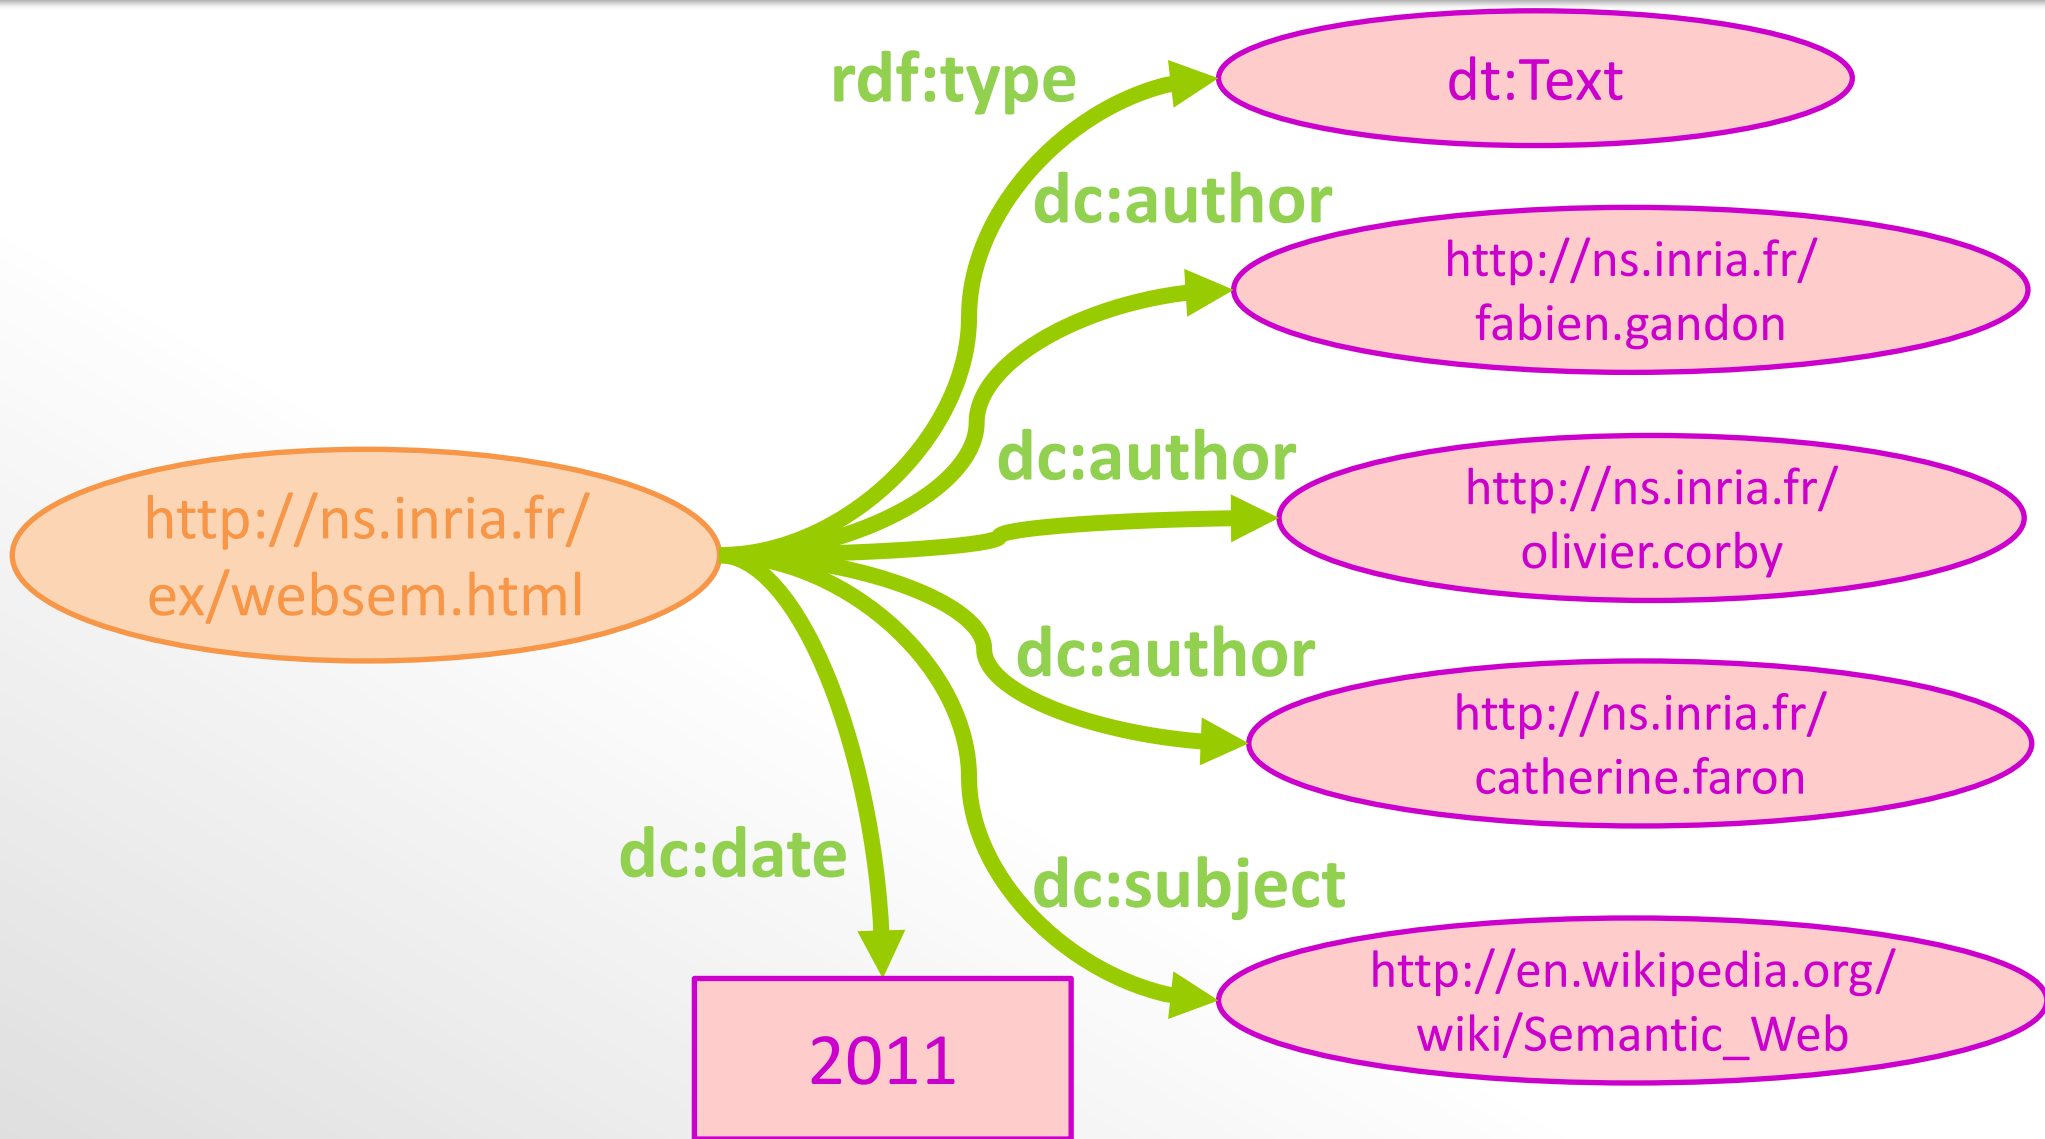 rdf:type
dt:Text
dc:author
http://ns.inria.fr/
fabien.gandon
dc:author
http://ns.inria.fr/
olivier.corby
http://ns.inria.fr/
ex/websem.html
dc:author
http://ns.inria.fr/
catherine.faron
dc:date
dc:subject
http://en.wikipedia.org/
wiki/Semantic_Web
2011